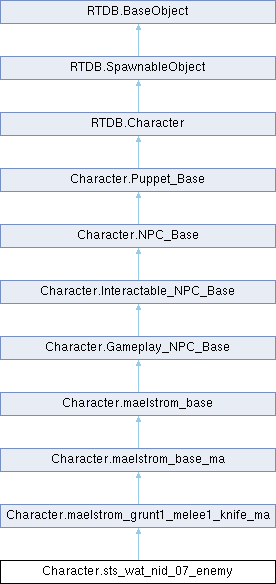 RTDB.BaseObject
RTDB.SpawnableObject
RTDB.Character
Character.Puppet_Base
Character.NPC_Base
Character.Interactable_NPC_Base
Character.Gameplay_NPC_Base
Character.maelstrom_base
Character.maelstrom_base_ma
Character.maelstrom_grunt1_melee1_knife_ma
Character.sts_wat_nid_07_enemy